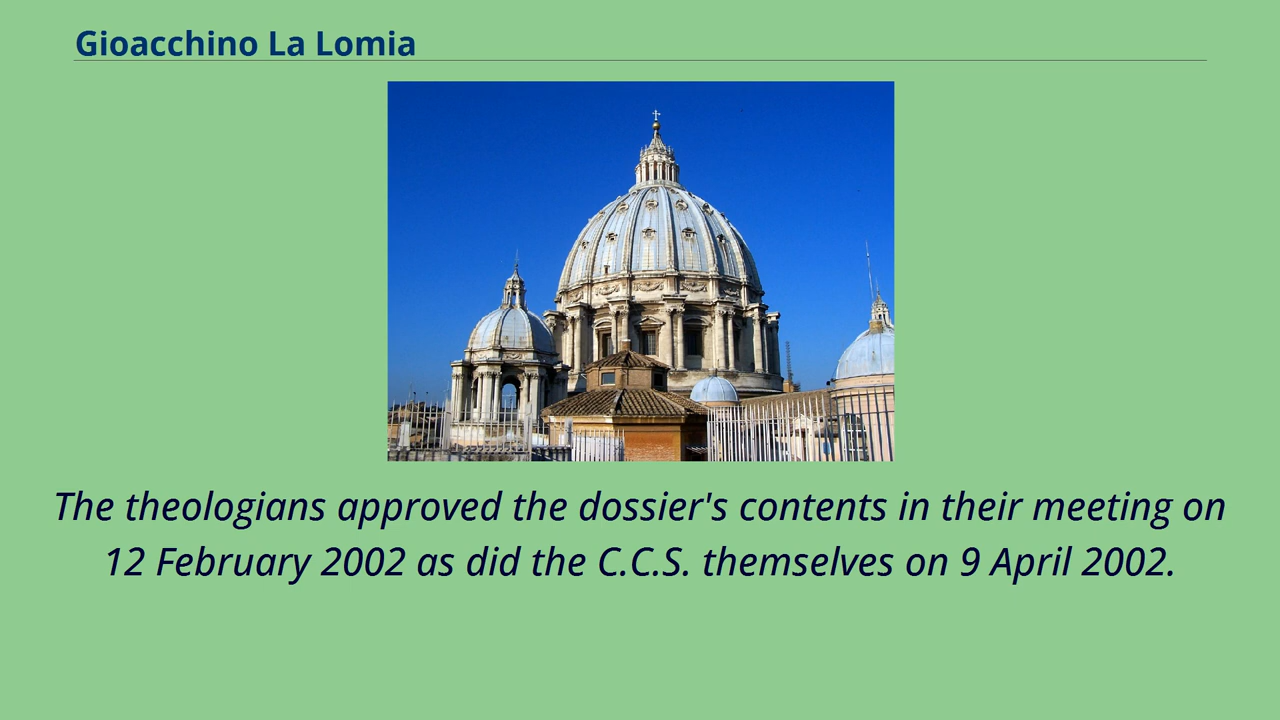 Gioacchino La Lomia
The theologians approved the dossier's contents in their meeting on
12 February 2002 as did the C.C.S. themselves on 9 April 2002.